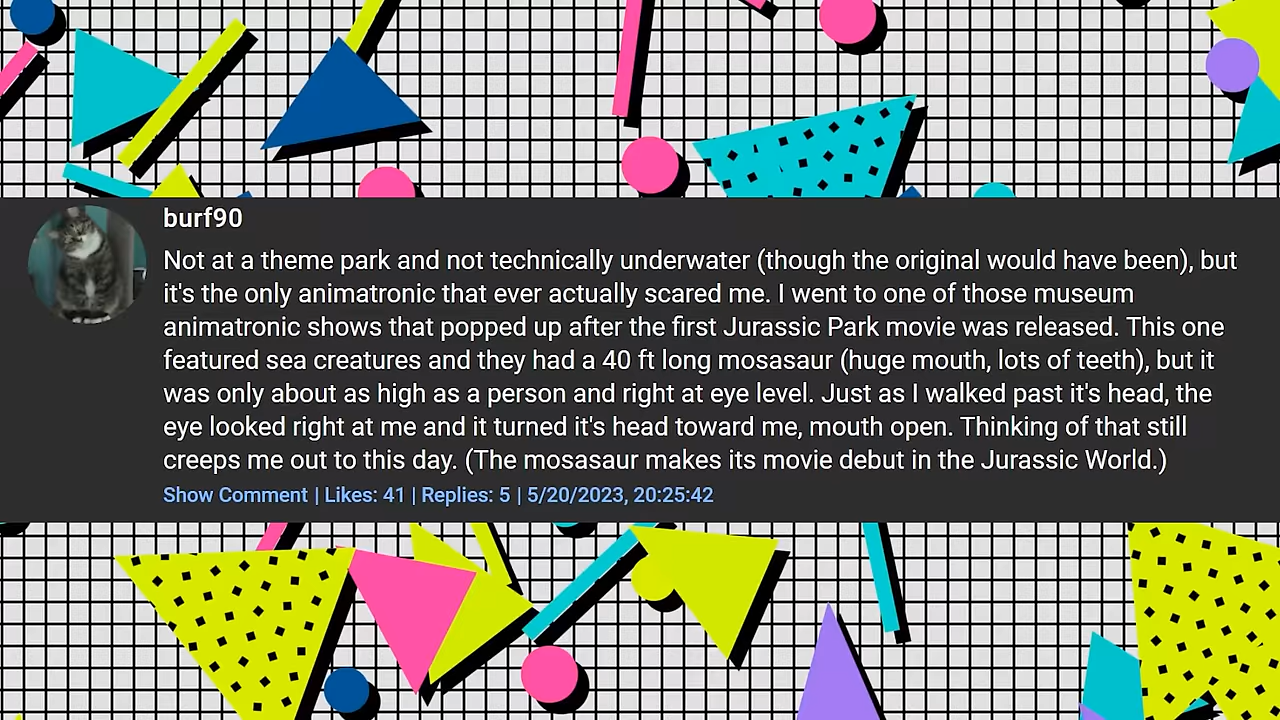 burf90
Not at a theme park and not technically underwater (though the original would have been), but
it's the only animatronic that ever actually scared me. I went to one of those museum
animatronic shows that popped up after the first Jurassic Park movie was released. This one
featured sea creatures and they had a 40 ft long mosasaur (huge mouth, lots of teeth), but it
was only about as high as a person and right at eye level. Just as I walked past it's head, the
eye looked right at me and it turned it's head toward me, mouth open. Thinking of that still
creeps me out to this day. (The mosasaur makes its movie debut in the Jurassic World.)
Show Comment | Likes: 41 | Replies: 5 | 5/20/2023, 20:25:42